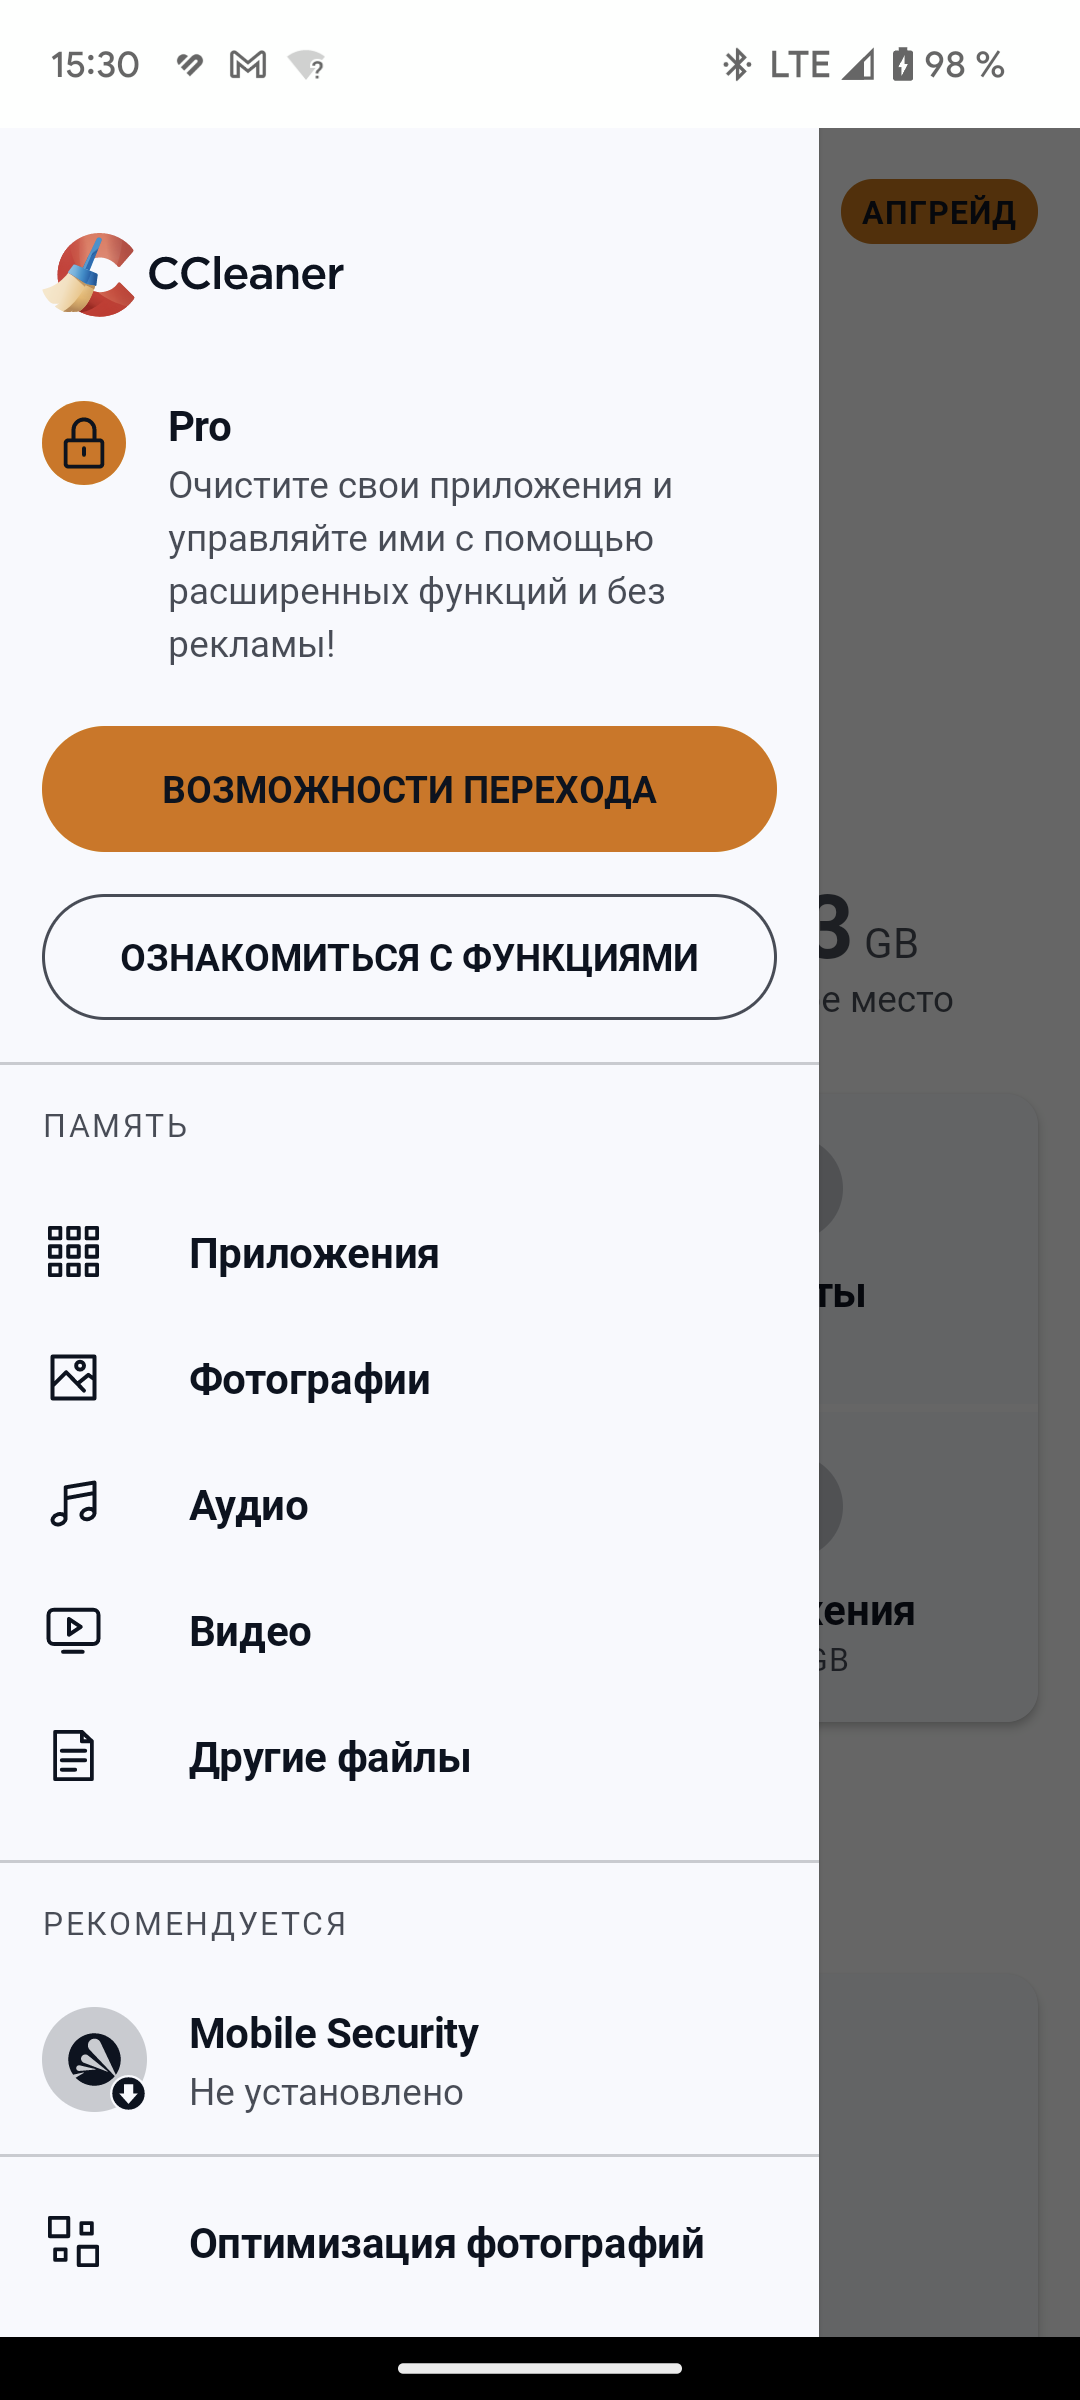 15:30
LTE
98 %
АПГРЕЙД
CCleaner
Pro
Очистите свои приложения и
управляйте ими с помощью
расширенных функций и без
рекламы!
ВОЗМОЖНОСТИ ПЕРЕХОДА
3 GB
ОЗНАКОМИТЬСЯ С ФУНКЦИЯМИ
место
ПАМЯТЬ
Приложения
Фотографии
Аудио
Видео
GB
Другие файлы
РЕКОМЕНДУЕТСЯ
Mobile Security
Не установлено
Оптимизация фотографий